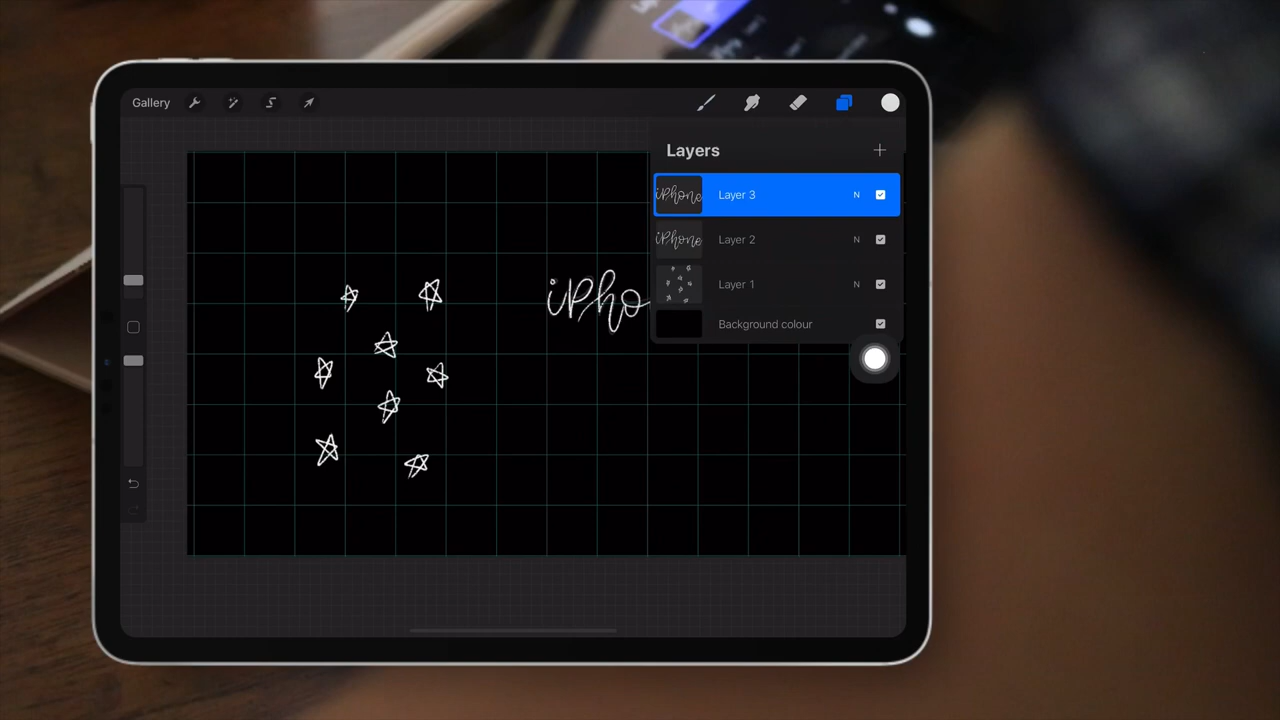 Gallery
Layers
iPhone Layer 3 N
iPhone Layer 2 N
Layer 1 N
Background colour
ipho